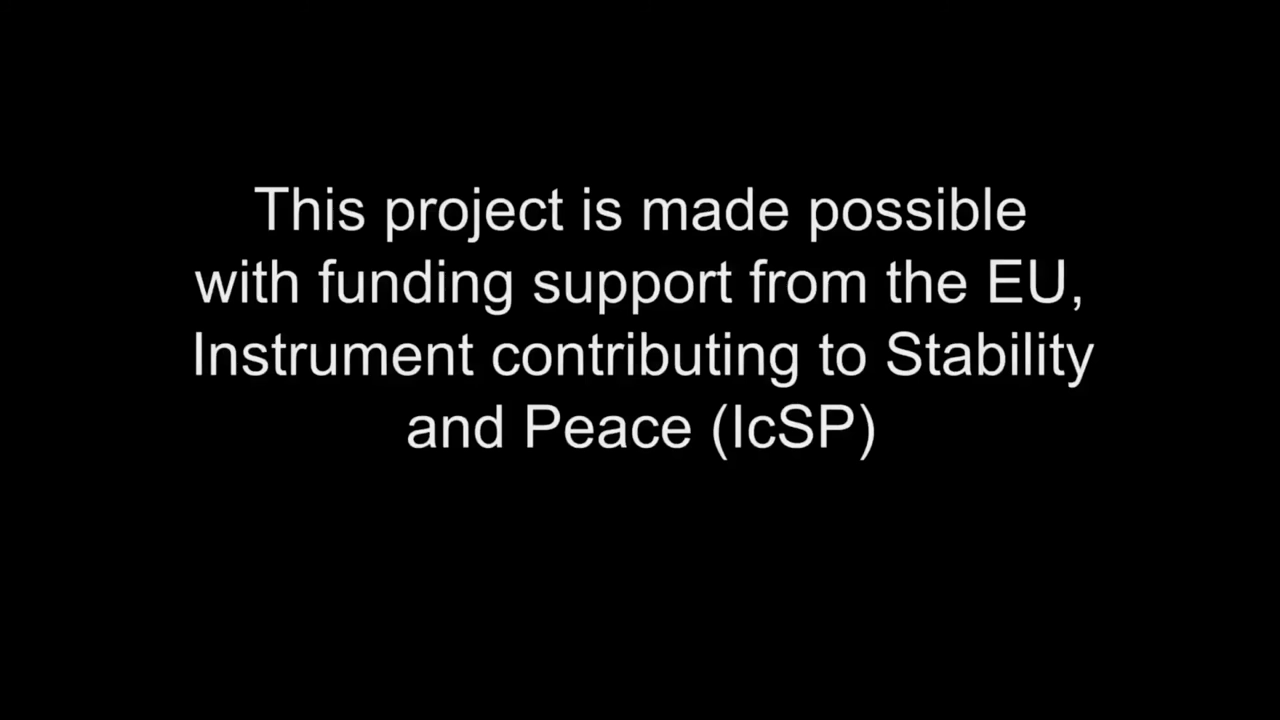 This project is made possible
with funding support from the EU,
Instrument contributing to Stability
and Peace (IcSP)